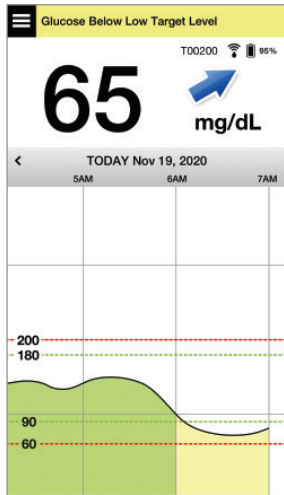 Glucose Below Low Target Level
T00200 95%
65
mg/dL
TODAY Nov 19, 2020
5AM 6AM 7AM
200
180
90
60